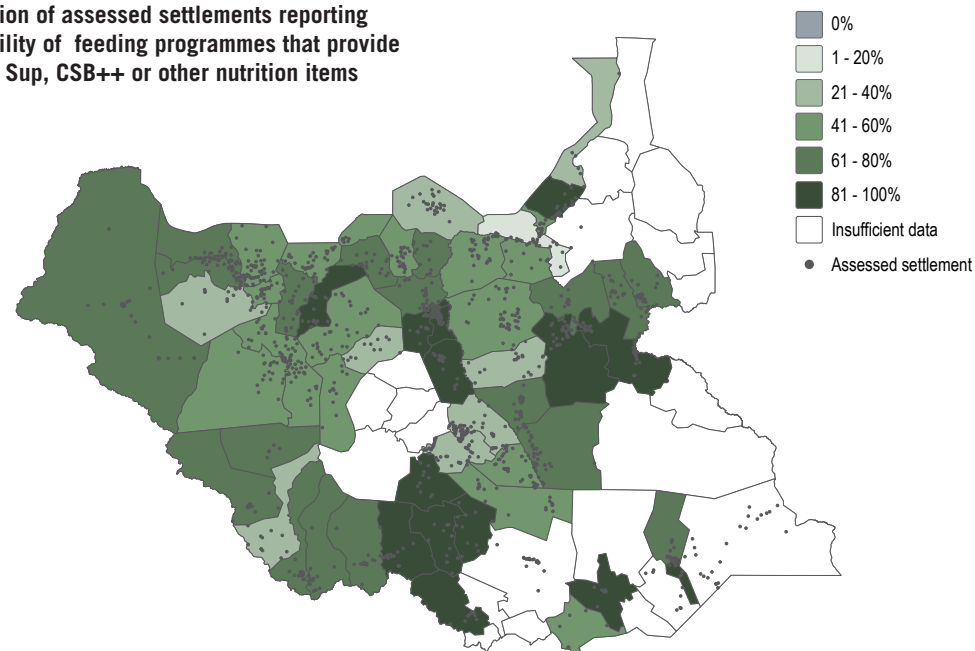 ion of assessed settlements reporting
ility of feeding programmes that provide
Sup, CSB++ or other nutrition items
0%
1 - 20%
21 - 40%
41 - 60%
61 - 80%
81 - 100%
Insufficient data
Assessed settlement